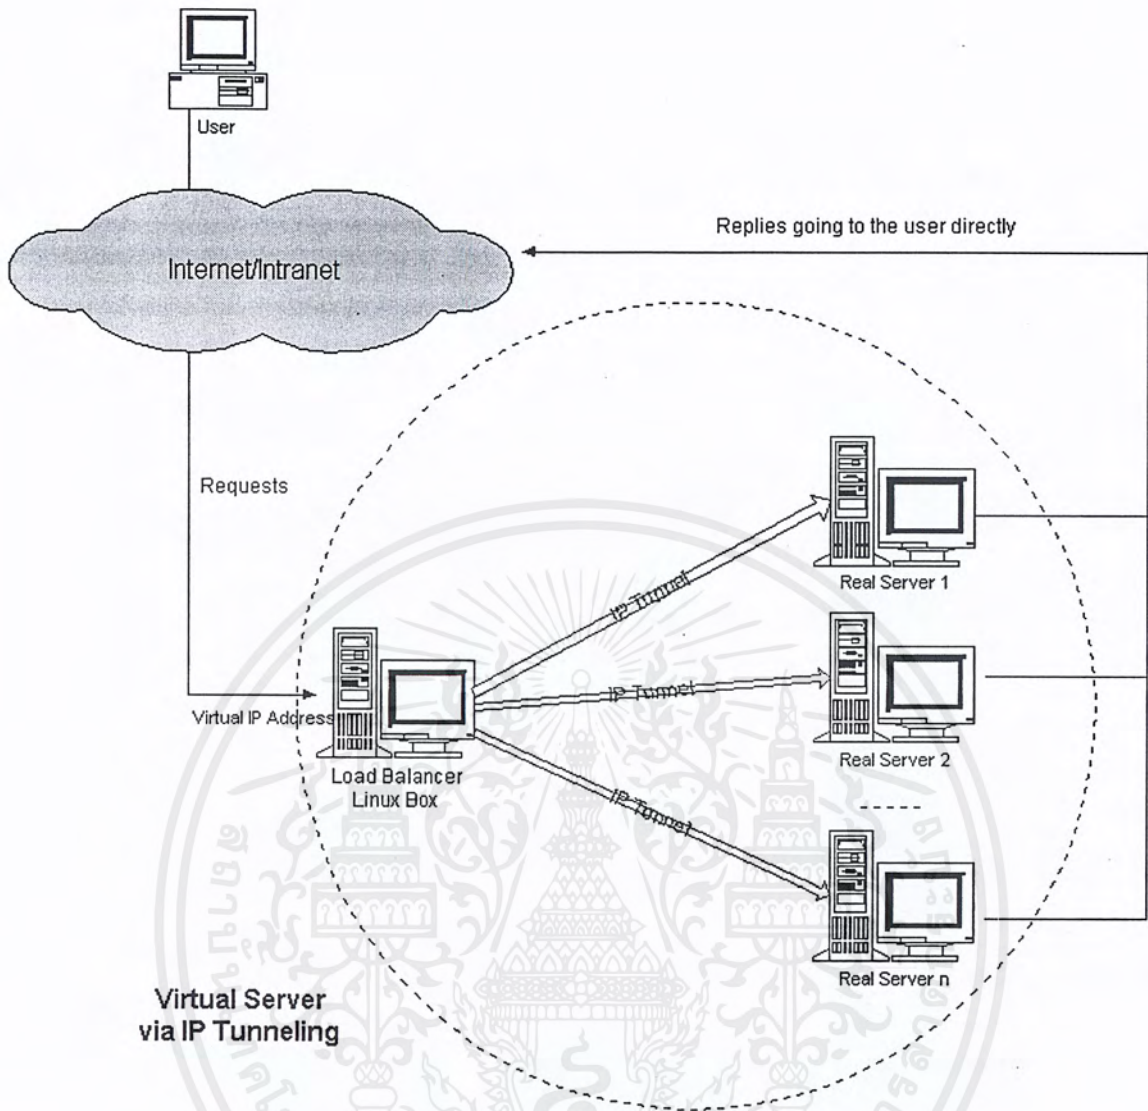 User
Internet/Intranet
Replies going to the user directly
Requests
Virtual IP Address
Load Balancer
Linux Box
IP Tunnel
IP Tunnel
IP Tunnel
Real Server 1
Real Server 2
Real Server n
Virtual Server
via IP Tunneling